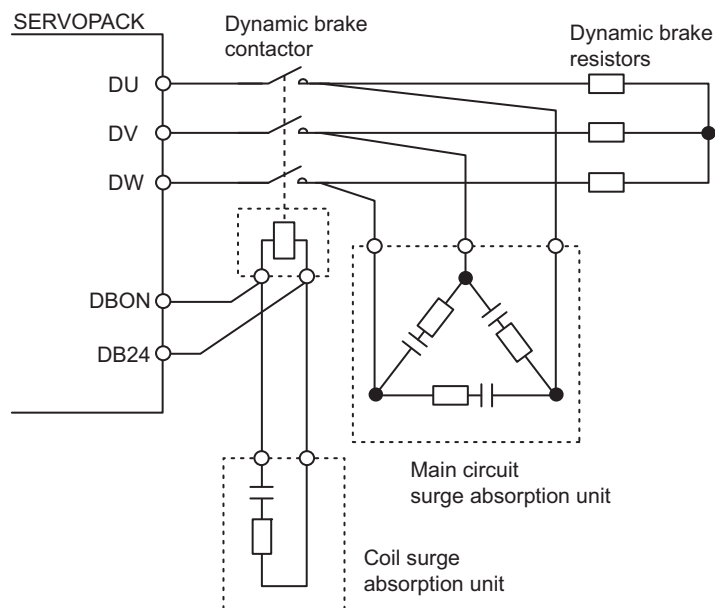 SERVOPACK
Dynamic brake
contactor
Dynamic brake
resistors
DU
DV
DW
DBON
DB24
Main circuit
surge absorption unit
Coil surge
absorption unit